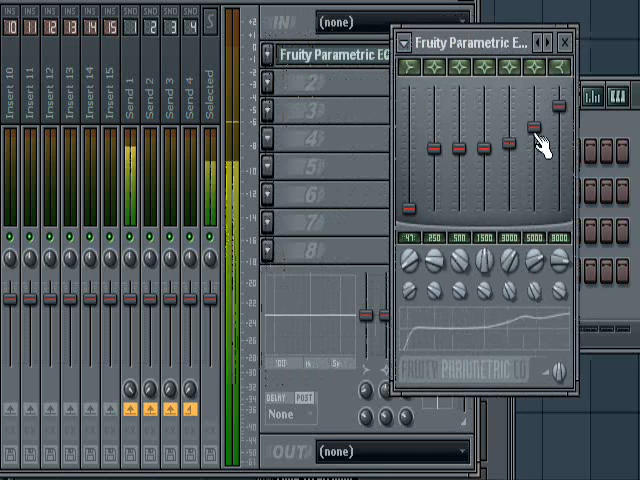 INS INS INS INS INS INS SND SND SND SND
10 11 12 13 14 15 1 2 3 4 S
Insert 10
Insert 11
Insert 12
Insert 13
Insert 14
Insert 15
Send 1
Send 2
Send 3
Send 4
Selected
IN
(none)
Fruity Parametric EQ
2
3
4
5
6
7
8
DELAY POST
None
OUT
(none)
Fruity Parametric E...
47 250 500 1500 3000 5000 8000
FRUITY PARAMETRIC EQ